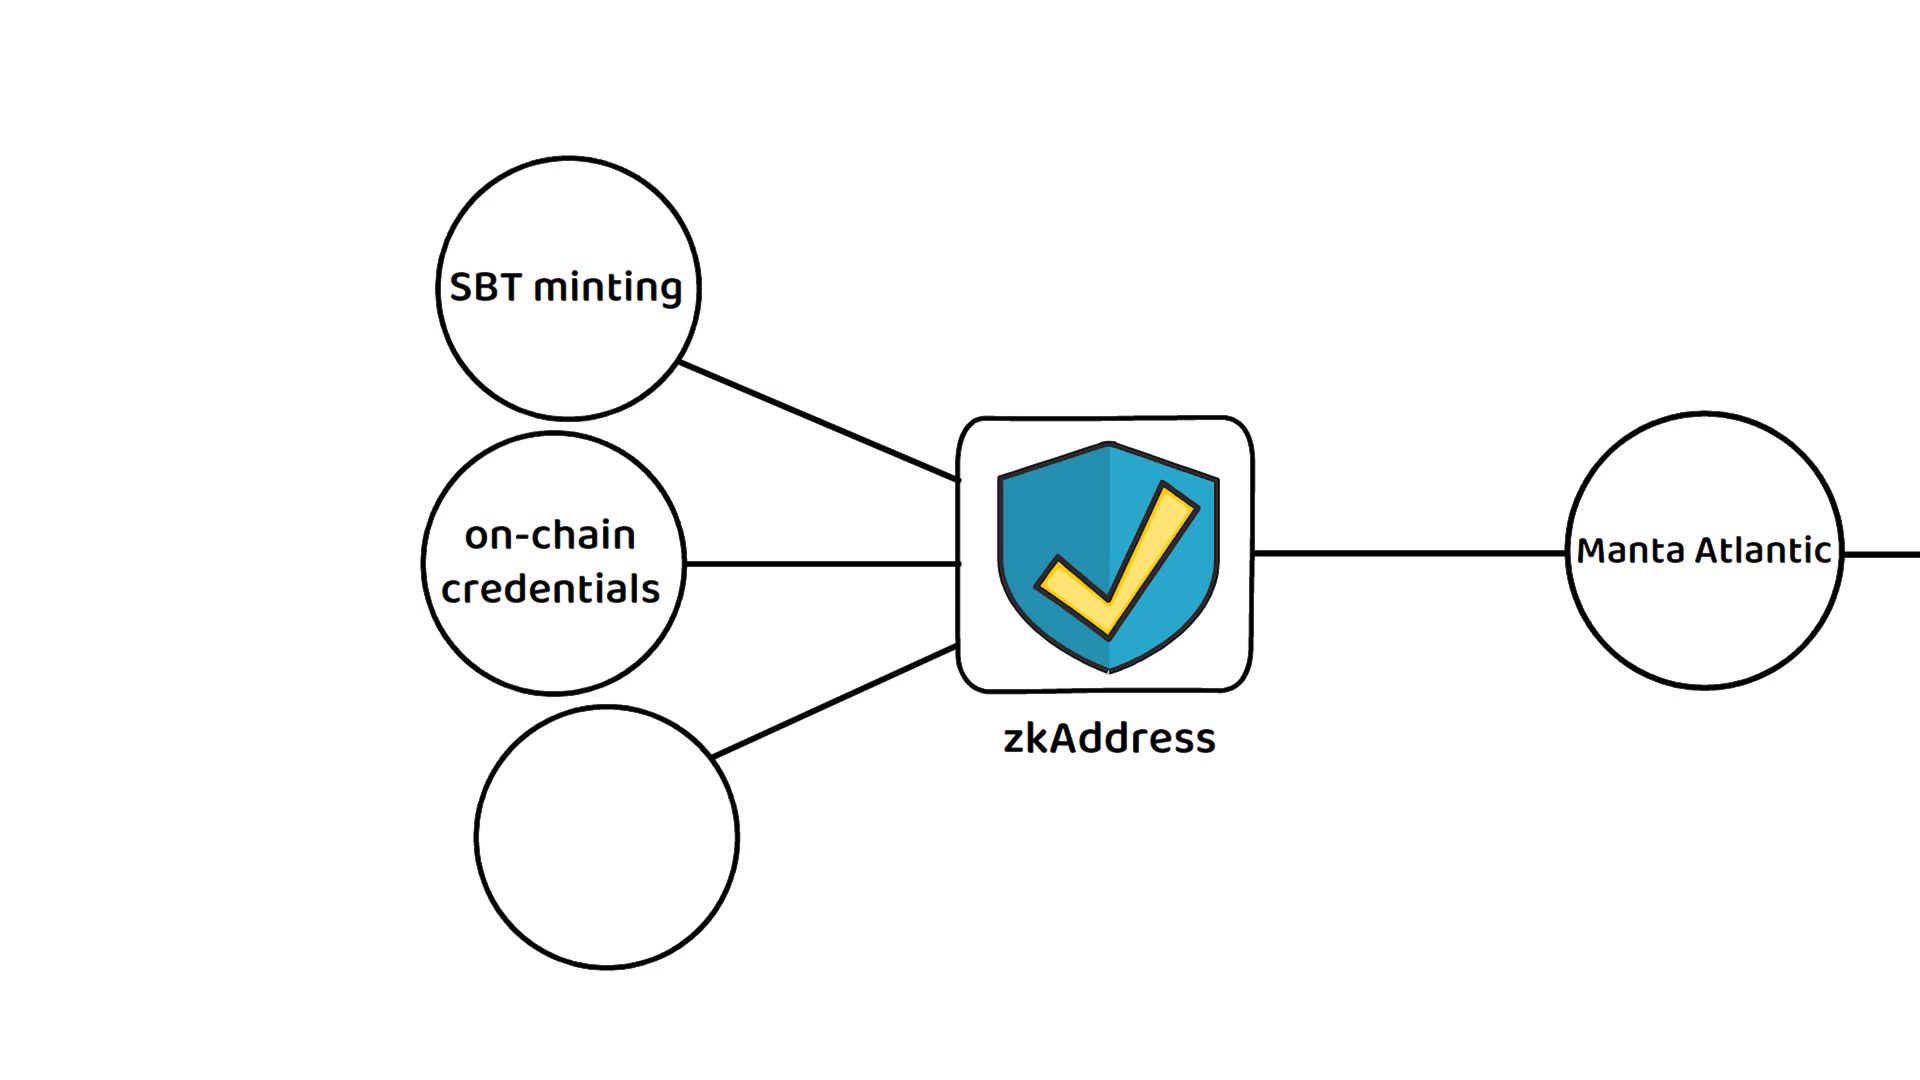 SBT minting
on-chain
credentials
zkAddress
Manta Atlantic